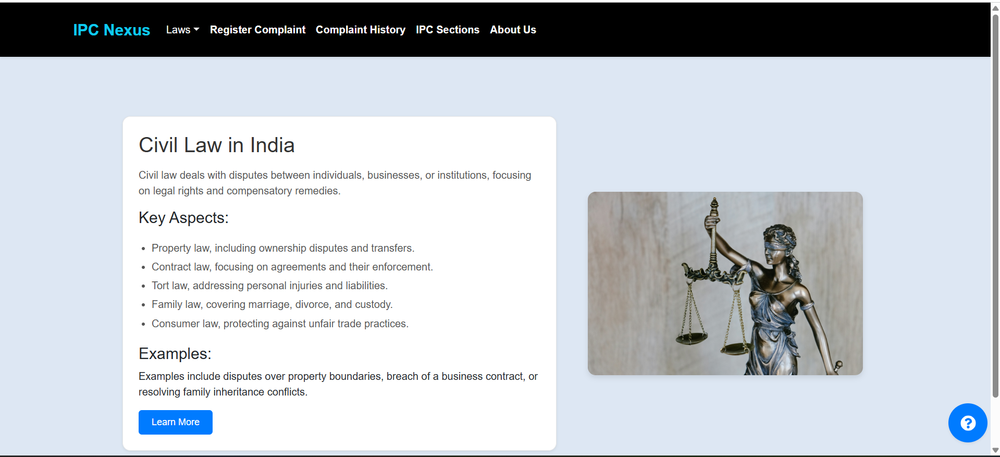 IPC Nexus Laws Register Complaint Complaint History IPC Sections About Us
Civil Law in India
Civil law deals with disputes between individuals, businesses, or institutions, focusing
on legal rights and compensatory remedies.
Key Aspects:
• Property law, including ownership disputes and transfers.
• Contract law, focusing on agreements and their enforcement.
• Tort law, addressing personal injuries and liabilities.
• Family law, covering marriage, divorce, and custody.
• Consumer law, protecting against unfair trade practices.
Examples:
Examples include disputes over property boundaries, breach of a business contract, or
resolving family inheritance conflicts.
Learn More
?